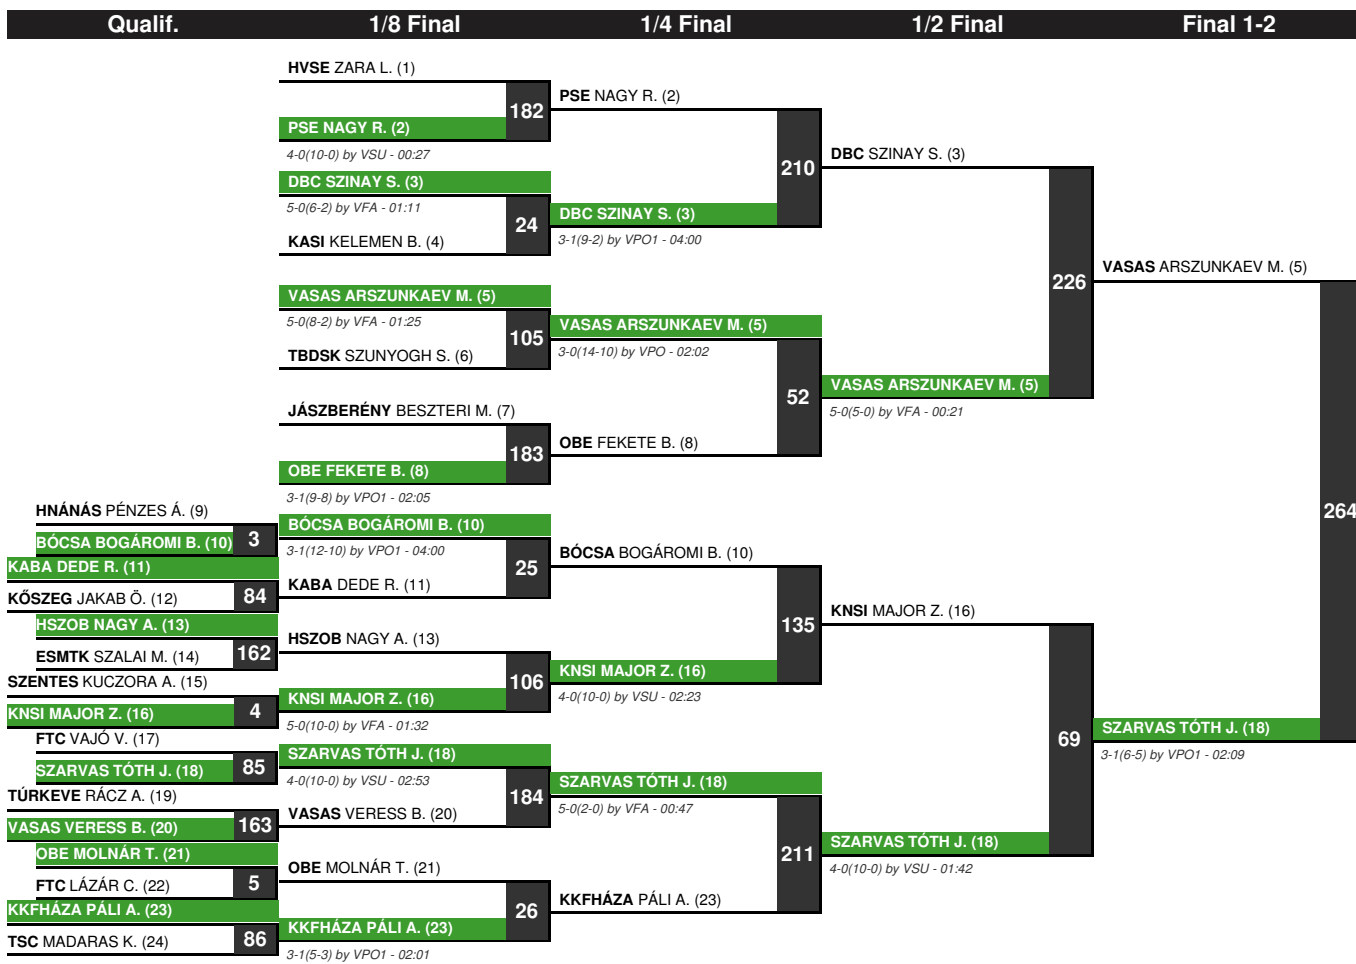 Qualif. 1/8 Final 1/4 Final 1/2 Final Final 1-2
HVSE ZARA L. (1)
182
PSE NAGY R. (2)
4-0(10-0) by VSU - 00:27
DBC SZINAY S. (3)
5-0(6-2) by VFA - 01:11
24
KASI KELEMEN B. (4)
VASAS ARSZUNKAEV M. (5)
5-0(8-2) by VFA - 01:25
105
TBDSK SZUNYOGH S. (6)
JÁSZBERÉNY BESZTERI M. (7)
183
OBE FEKETE B. (8)
3-1(9-8) by VPO1 - 02:05
HNÁNÁS PÉNZES Á. (9)
BÓCSA BOGÁROMI B. (10)
3
KABA DEDE R. (11)
KŐSZEG JAKAB Ö. (12)
84
HSZOB NAGY A. (13)
ESMTK SZALAI M. (14)
162
SZENTES KUCZORA A. (15)
KNSI MAJOR Z. (16)
4
FTC VAJÓ V. (17)
SZARVAS TÓTH J. (18)
85
TÚRKEVE RÁCZ A. (19)
VASAS VERESS B. (20)
163
OBE MOLNÁR T. (21)
FTC LÁZÁR C. (22)
5
KKFHÁZA PÁLI A. (23)
TSC MADARAS K. (24)
86
BÓCSA BOGÁROMI B. (10)
3-1(12-10) by VPO1 - 04:00
25
KABA DEDE R. (11)
HSZOB NAGY A. (13)
106
KNSI MAJOR Z. (16)
5-0(10-0) by VFA - 01:32
SZARVAS TÓTH J. (18)
4-0(10-0) by VSU - 02:53
184
VASAS VERESS B. (20)
OBE MOLNÁR T. (21)
26
KKFHÁZA PÁLI A. (23)
3-1(5-3) by VPO1 - 02:01
PSE NAGY R. (2)
210
DBC SZINAY S. (3)
3-1(9-2) by VPO1 - 04:00
VASAS ARSZUNKAEV M. (5)
3-0(14-10) by VPO - 02:02
52
OBE FEKETE B. (8)
BÓCSA BOGÁROMI B. (10)
135
KNSI MAJOR Z. (16)
4-0(10-0) by VSU - 02:23
SZARVAS TÓTH J. (18)
5-0(2-0) by VFA - 00:47
211
KKFHÁZA PÁLI A. (23)
DBC SZINAY S. (3)
226
VASAS ARSZUNKAEV M. (5)
5-0(5-0) by VFA - 00:21
KNSI MAJOR Z. (16)
69
SZARVAS TÓTH J. (18)
4-0(10-0) by VSU - 01:42
VASAS ARSZUNKAEV M. (5)
264
SZARVAS TÓTH J. (18)
3-1(6-5) by VPO1 - 02:09